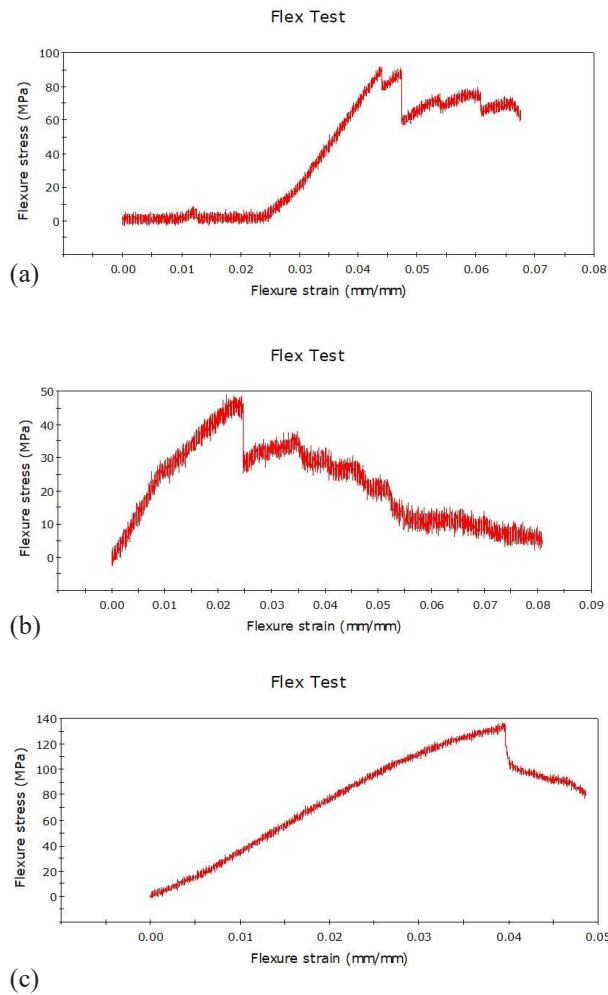 Flex Test
100
80
60
40
20
0
Flexure stress (MPa)
0.00 0.01 0.02 0.03 0.04 0.05 0.06 0.07 0.08
Flexure strain (mm/mm)
(a)
Flex Test
50
40
30
20
10
0
Flexure stress (MPa)
0.00 0.01 0.02 0.03 0.04 0.05 0.06 0.07 0.08 0.09
Flexure strain (mm/mm)
(b)
Flex Test
140
120
100
80
60
40
20
0
Flexure stress (MPa)
0.00 0.01 0.02 0.03 0.04 0.05
Flexure strain (mm/mm)
(c)